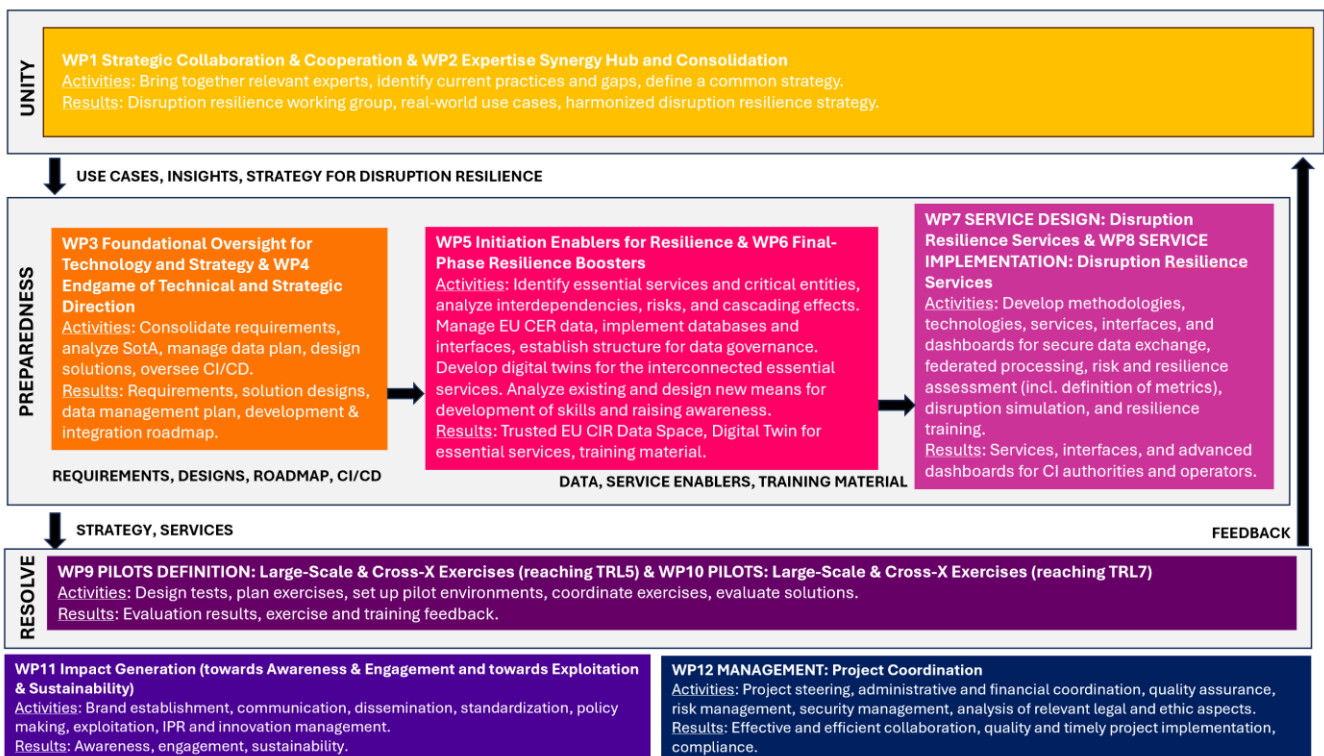 UNITY
WP1 Strategic Collaboration & Cooperation & WP2 Expertise Synergy Hub and Consolidation
Activities: Bring together relevant experts, identify current practices and gaps, define a common strategy.
Results: Disruption resilience working group, real-world use cases, harmonized disruption resilience strategy.
USE CASES, INSIGHTS, STRATEGY FOR DISRUPTION RESILIENCE
PREPAREDNESS
WP3 Foundational Oversight for
Technology and Strategy & WP4
Endgame of Technical and Strategic
Direction
Activities: Consolidate requirements,
analyze SotA, manage data plan, design
solutions, oversee CI/CD.
Results: Requirements, solution designs,
data management plan, development &
integration roadmap.
REQUIREMENTS, DESIGNS, ROADMAP, CI/CD
WP5 Initiation Enablers for Resilience & WP6 Final-
Phase Resilience Boosters
Activities: Identify essential services and critical entities,
analyze interdependencies, risks, and cascading effects.
Manage EU CER data, implement databases and
interfaces, establish structure for data governance.
Develop digital twins for the interconnected essential
services. Analyze existing and design new means for
development of skills and raising awareness.
Results: Trusted EU CIR Data Space, Digital Twin for
essential services, training material.
DATA, SERVICE ENABLERS, TRAINING MATERIAL
WP7 SERVICE DESIGN: Disruption
Resilience Services & WP8 SERVICE
IMPLEMENTATION: Disruption Resilience
Services
Activities: Develop methodologies,
technologies, services, interfaces, and
dashboards for secure data exchange,
federated processing, risk and resilience
assessment (incl. definition of metrics),
disruption simulation, and resilience
training.
Results: Services, interfaces, and advanced
dashboards for CI authorities and operators.
STRATEGY, SERVICES
FEEDBACK
RESOLVE
WP9 PILOTS DEFINITION: Large-Scale & Cross-X Exercises (reaching TRL5) & WP10 PILOTS: Large-Scale & Cross-X Exercises (reaching TRL7)
Activities: Design tests, plan exercises, set up pilot environments, coordinate exercises, evaluate solutions.
Results: Evaluation results, exercise and training feedback.
WP11 Impact Generation (towards Awareness & Engagement and towards Exploitation
& Sustainability)
Activities: Brand establishment, communication, dissemination, standardization, policy
making, exploitation, IPR and innovation management.
Results: Awareness, engagement, sustainability.
WP12 MANAGEMENT: Project Coordination
Activities: Project steering, administrative and financial coordination, quality assurance,
risk management, security management, analysis of relevant legal and ethic aspects.
Results: Effective and efficient collaboration, quality and timely project implementation,
compliance.